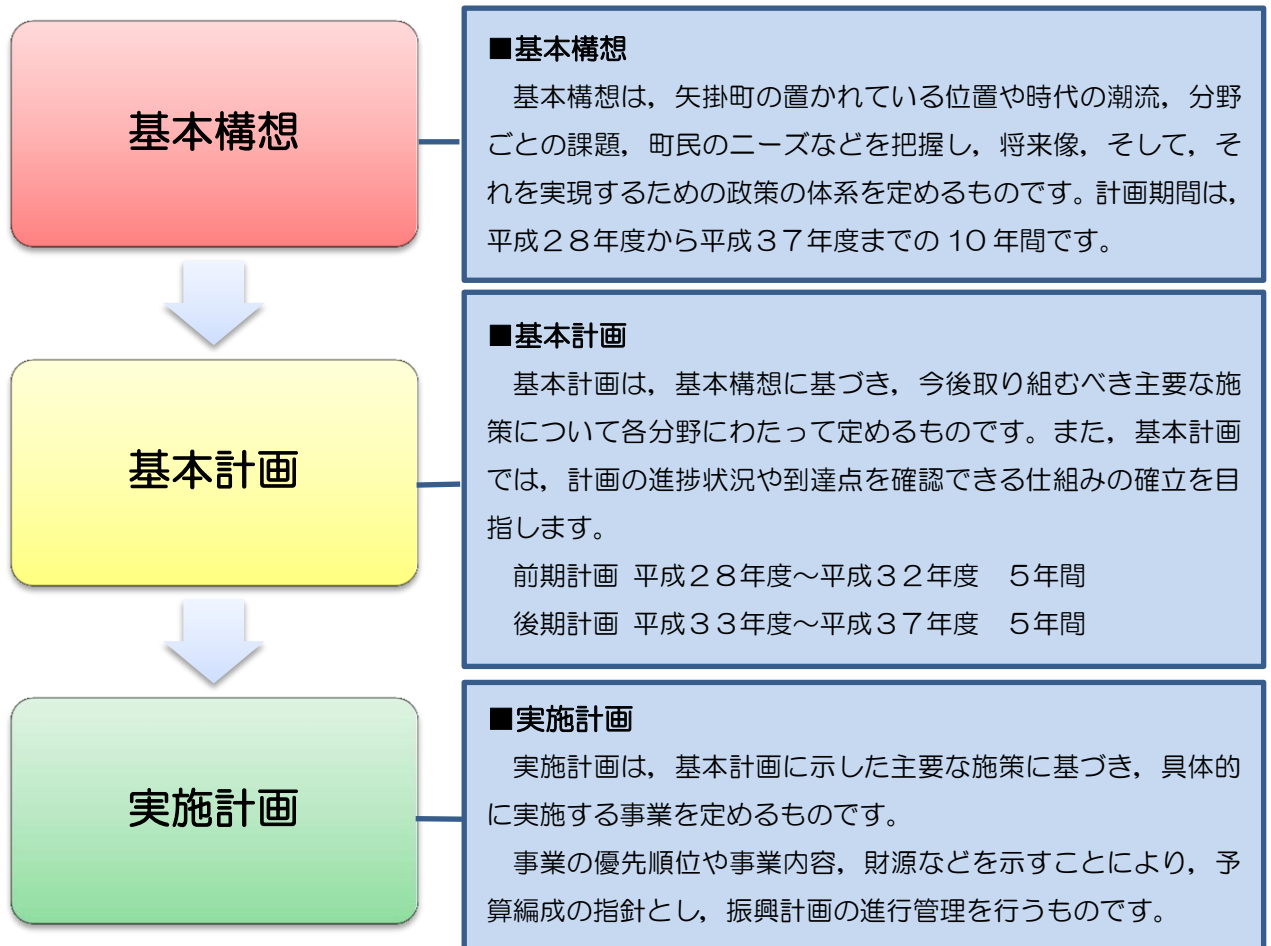 基本構想
■基本構想
基本構想は，矢掛町の置かれている位置や時代の潮流，分野
ごとの課題，町民のニーズなどを把握し，将来像，そして，そ
れを実現するための政策の体系を定めるものです。計画期間は，
平成２８年度から平成３７年度までの 10 年間です。
基本計画
■基本計画
基本計画は，基本構想に基づき，今後取り組むべき主要な施
策について各分野にわたって定めるものです。また，基本計画
では，計画の進捗状況や到達点を確認できる仕組みの確立を目
指します。
前期計画 平成２８年度～平成３２年度　５年間
後期計画 平成３３年度～平成３７年度　５年間
実施計画
■実施計画
実施計画は，基本計画に示した主要な施策に基づき，具体的
に実施する事業を定めるものです。
事業の優先順位や事業内容，財源などを示すことにより，予
算編成の指針とし，振興計画の進行管理を行うものです。